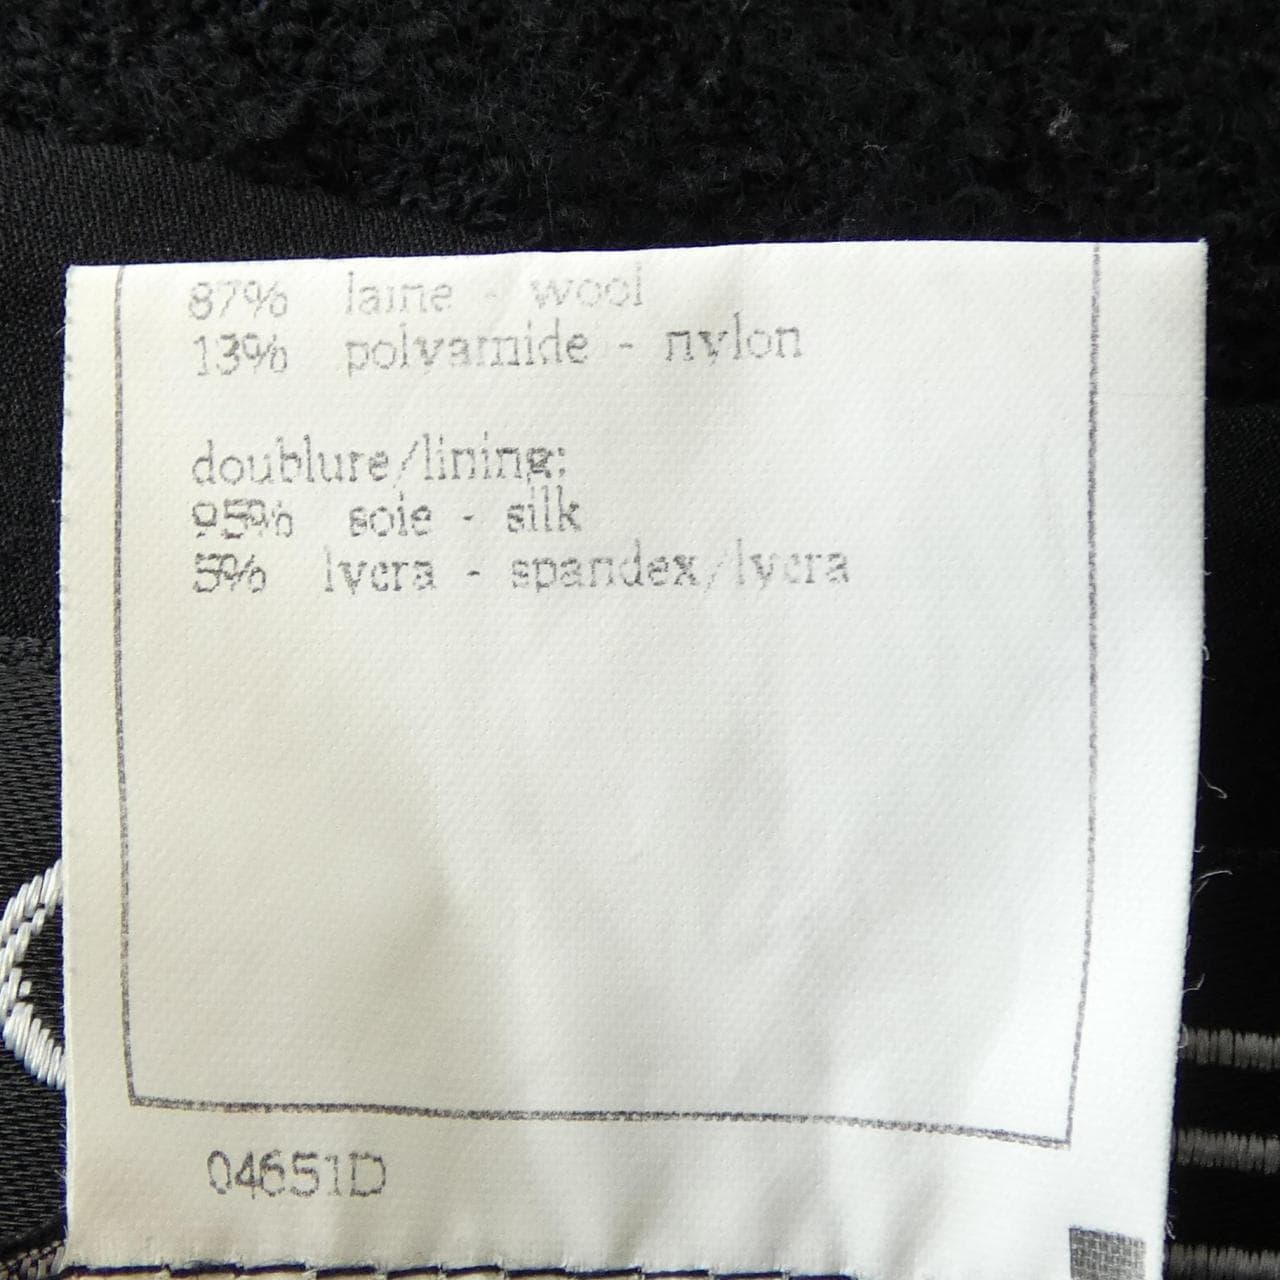 87% laine - wool
13% polyamide - nylon
doublure/lining:
95% soie - silk
5% lycra - spandex/lycra
04651D